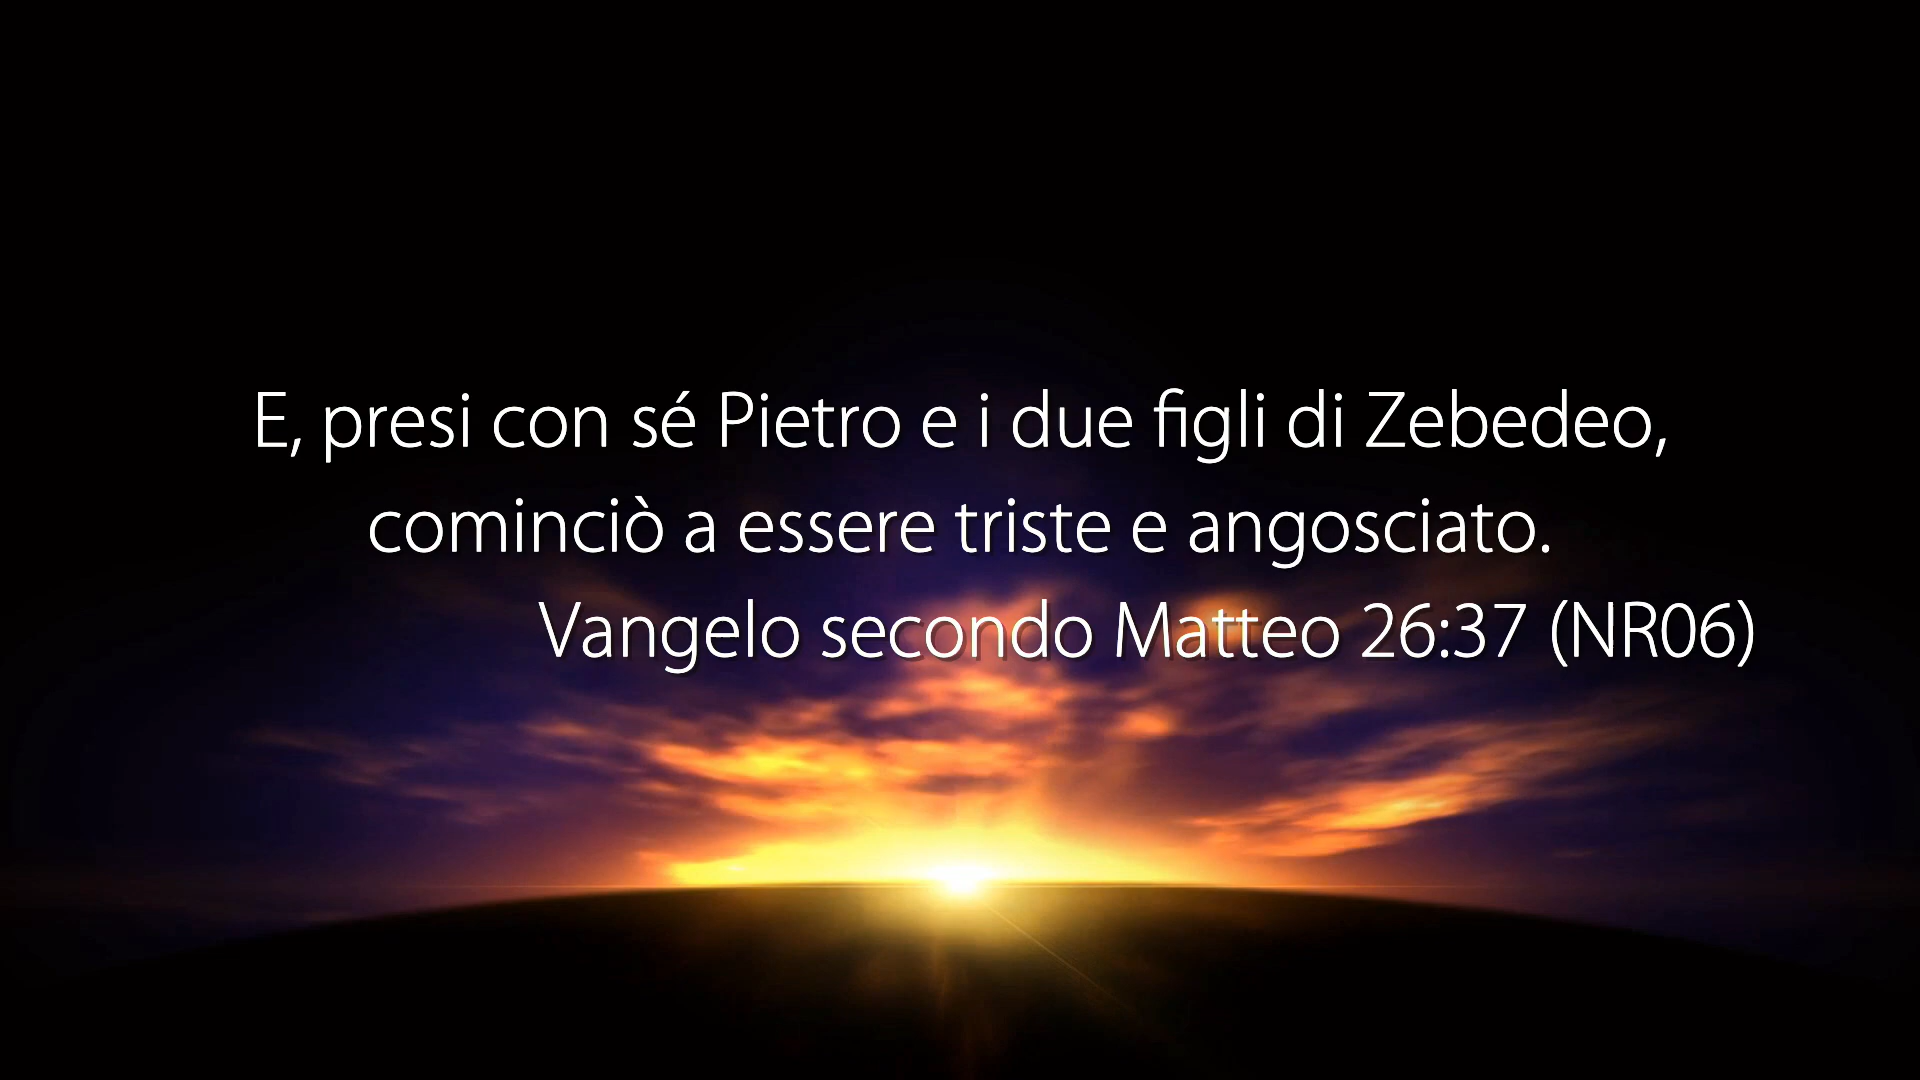 E, presi con sé Pietro e i due figli di Zebedeo,
cominciò a essere triste e angosciato.
Vangelo secondo Matteo 26:37 (NR06)